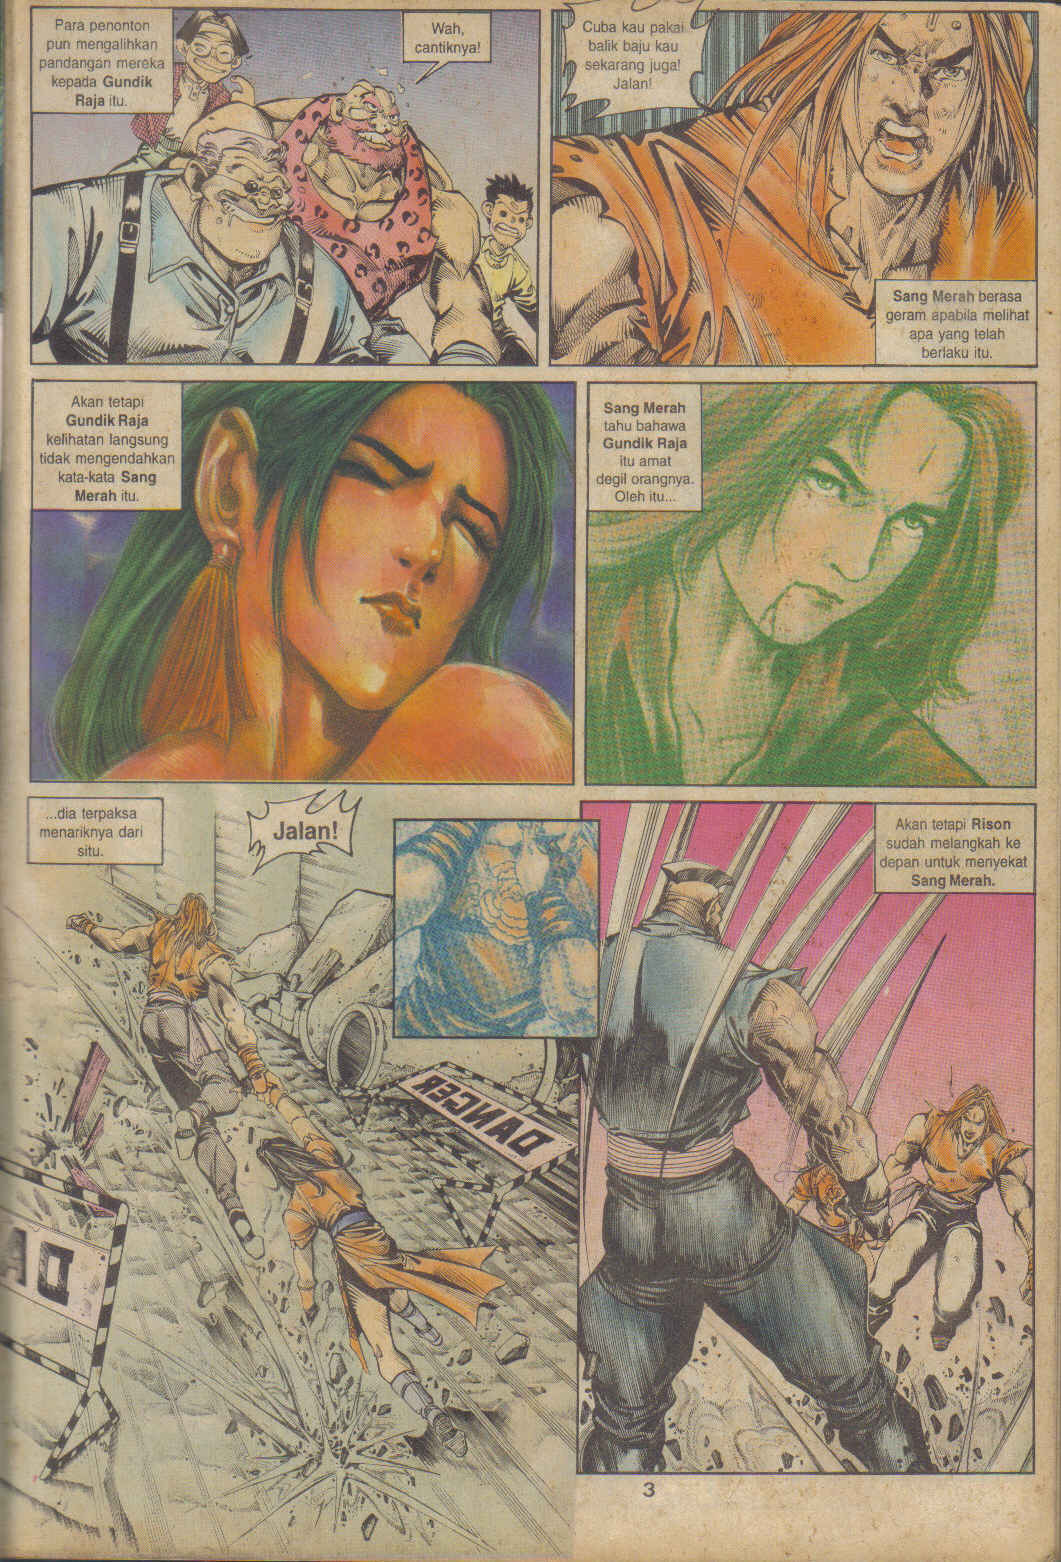 Para penonton
pun mengalihkan
pandangan mereka
kepada Gundik
Raja itu.
Wah,
cantiknya!
Cuba kau pakai
balik baju kau
sekarang juga!
Jalan!
Sang Merah berasa
geram apabila melihat
apa yang telah
berlaku itu.
Akan tetapi
Gundik Raja
kelihatan langsung
tidak mengendahkan
kata-kata Sang
Merah itu.
Sang Merah
tahu bahawa
Gundik Raja
itu amat
degil orangnya.
Oleh itu...
...dia terpaksa
menariknya dari
situ.
Jalan!
Akan tetapi Rison
sudah melangkah ke
depan untuk menyekat
Sang Merah.
DANGER
DA
3